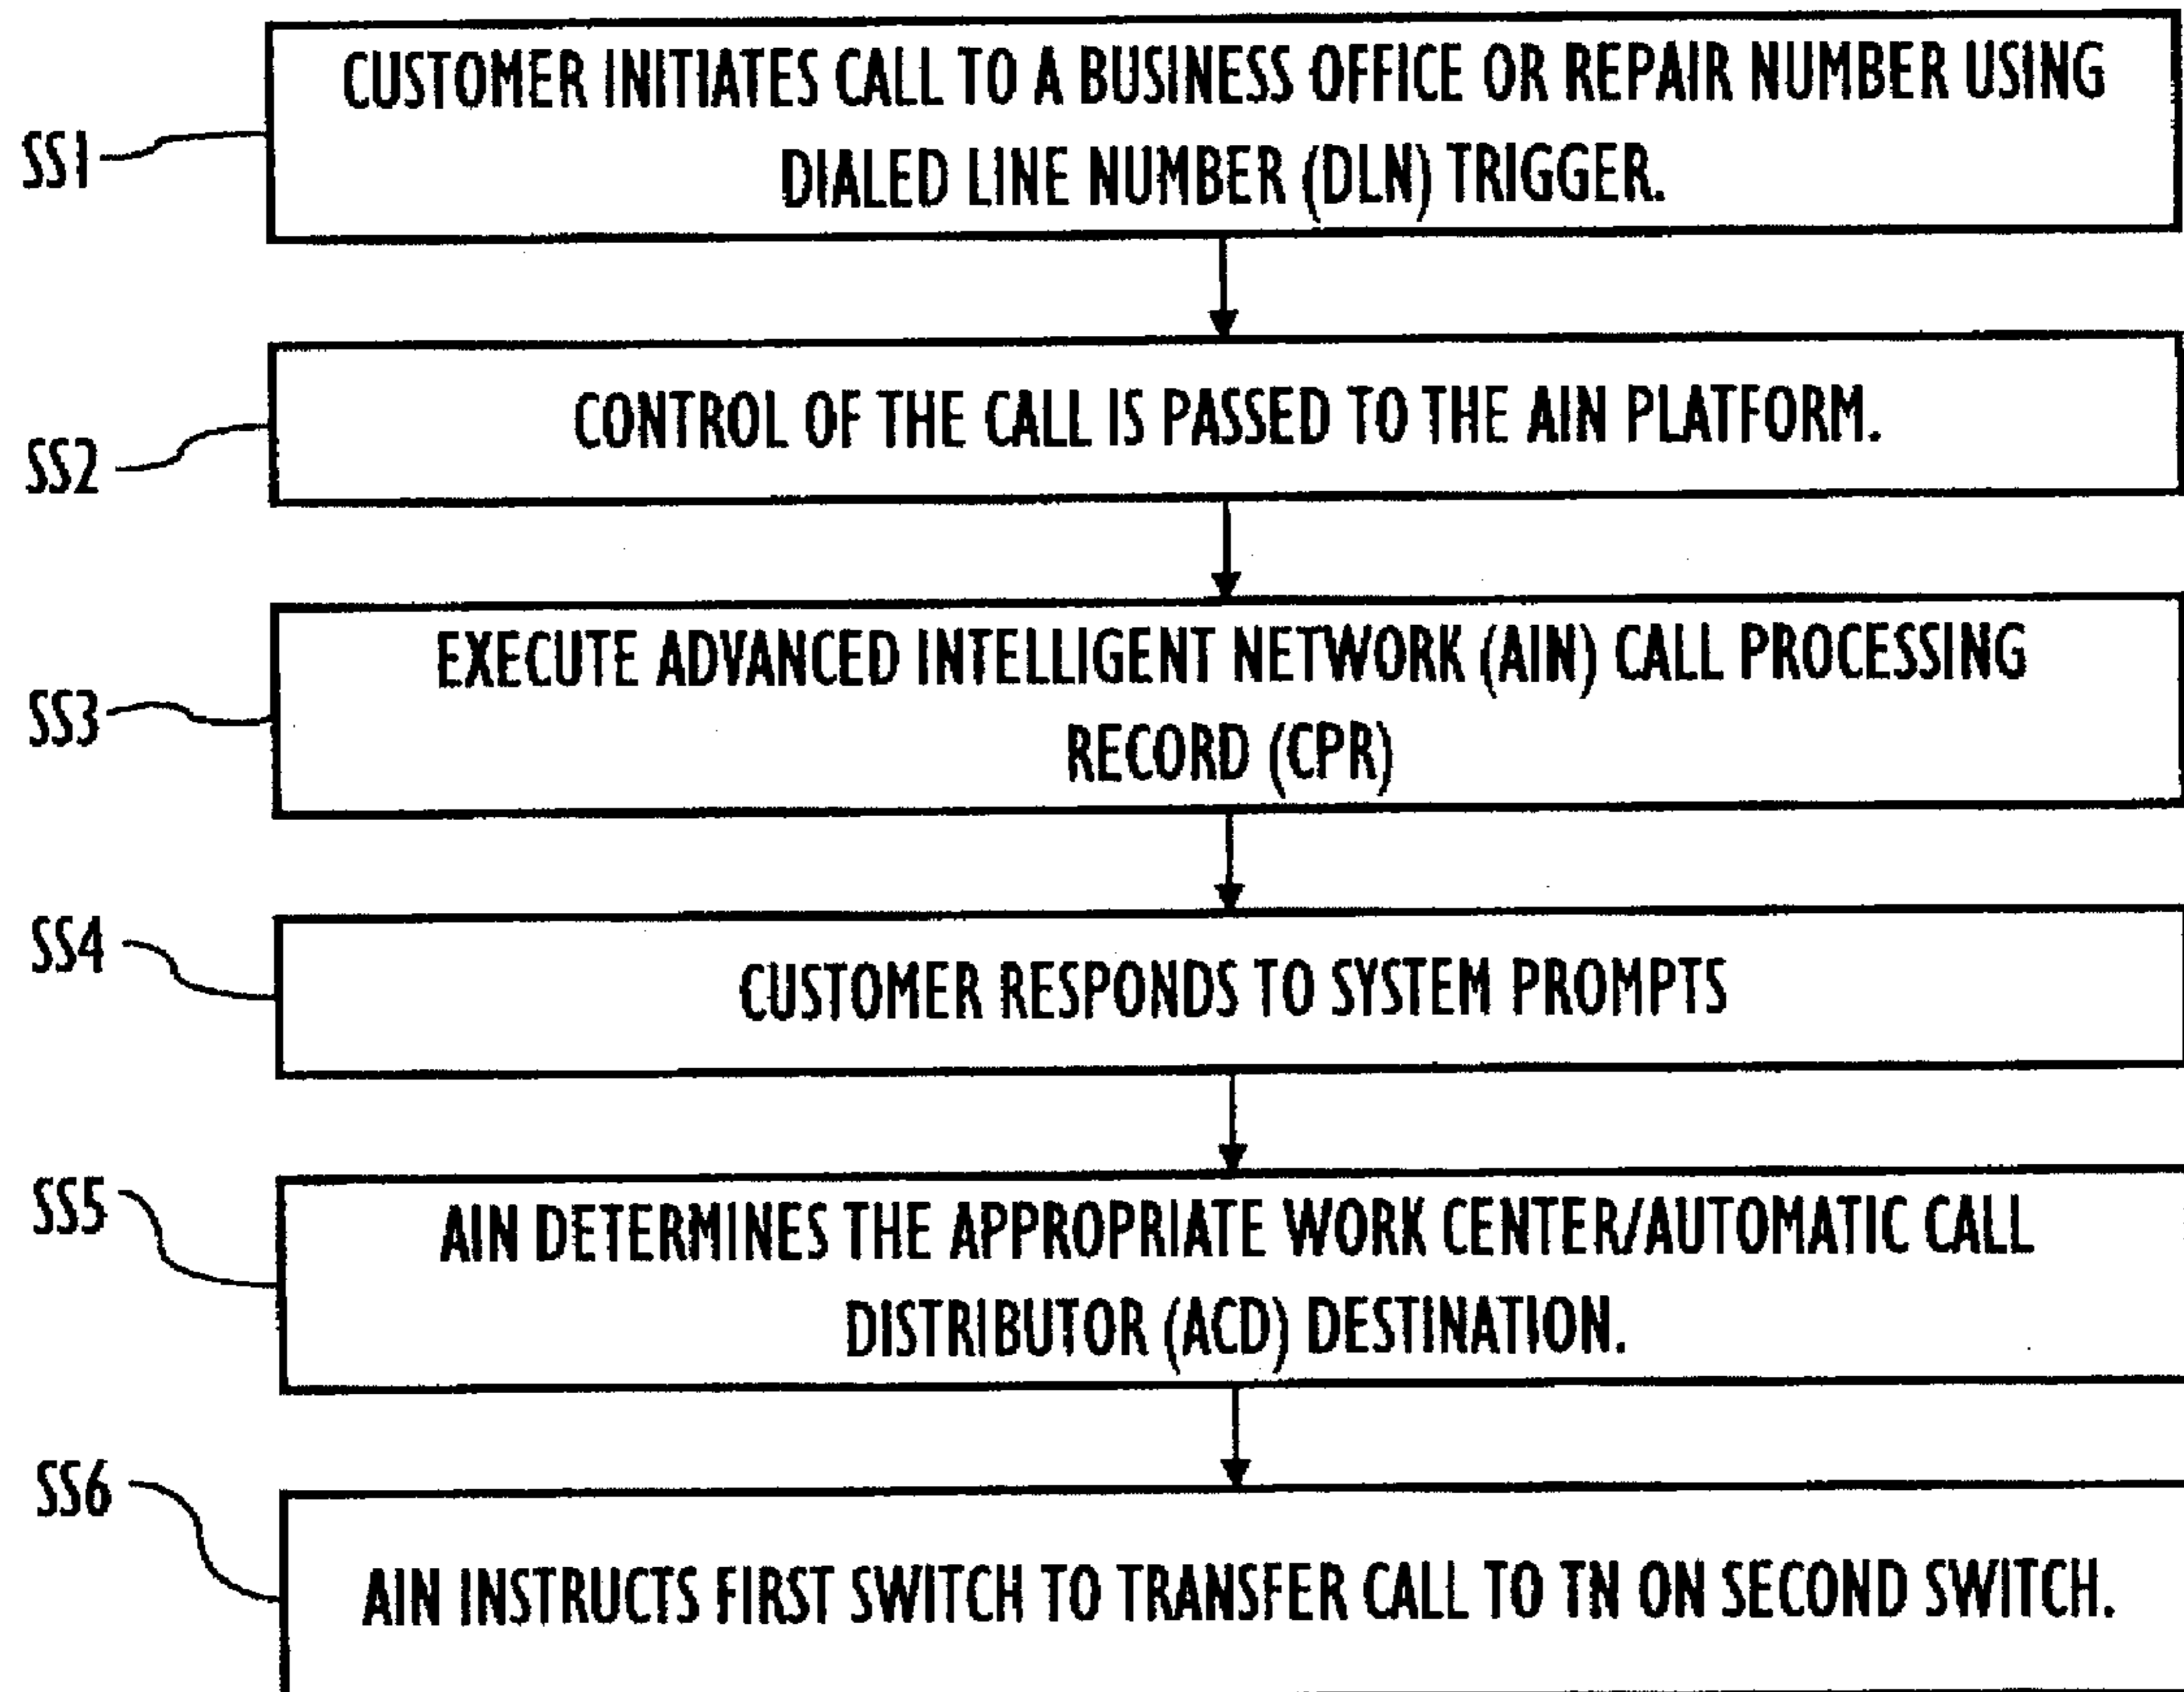 SS1
CUSTOMER INITIATES CALL TO A BUSINESS OFFICE OR REPAIR NUMBER USING
DIALED LINE NUMBER (DLN) TRIGGER.
SS2
CONTROL OF THE CALL IS PASSED TO THE AIN PLATFORM.
SS3
EXECUTE ADVANCED INTELLIGENT NETWORK (AIN) CALL PROCESSING
RECORD (CPR)
SS4
CUSTOMER RESPONDS TO SYSTEM PROMPTS
SS5
AIN DETERMINES THE APPROPRIATE WORK CENTER/AUTOMATIC CALL
DISTRIBUTOR (ACD) DESTINATION.
SS6
AIN INSTRUCTS FIRST SWITCH TO TRANSFER CALL TO TN ON SECOND SWITCH.